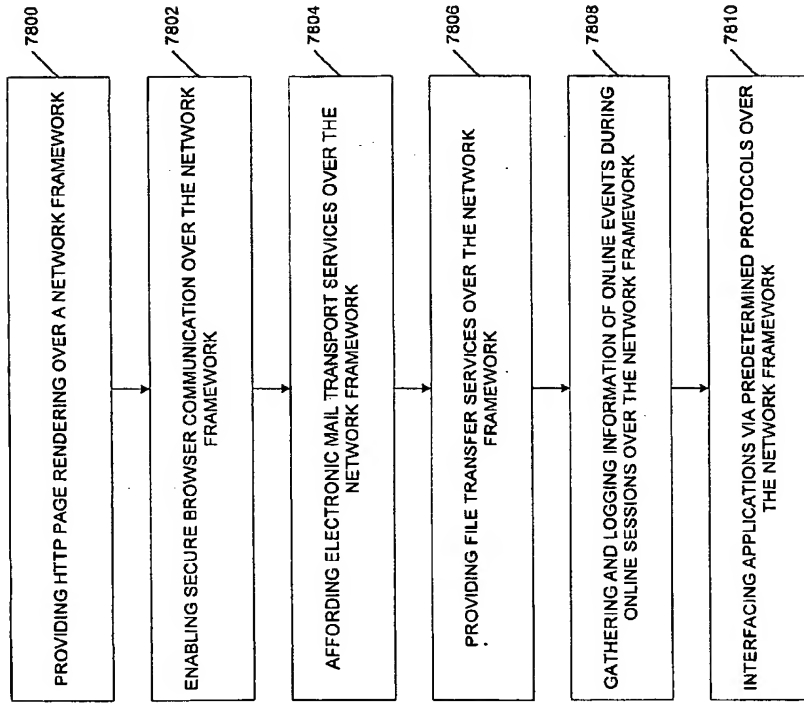 PROVIDING HTTP PAGE RENDERING OVER A NETWORK FRAMEWORK
7800
ENABLING SECURE BROWSER COMMUNICATION OVER THE NETWORK
FRAMEWORK
7802
AFFORDING ELECTRONIC MAIL TRANSPORT SERVICES OVER THE
NETWORK FRAMEWORK
7804
PROVIDING FILE TRANSFER SERVICES OVER THE NETWORK
FRAMEWORK
7806
GATHERING AND LOGGING INFORMATION OF ONLINE EVENTS DURING
ONLINE SESSIONS OVER THE NETWORK FRAMEWORK
7808
INTERFACING APPLICATIONS VIA PREDETERMINED PROTOCOLS OVER
THE NETWORK FRAMEWORK
7810